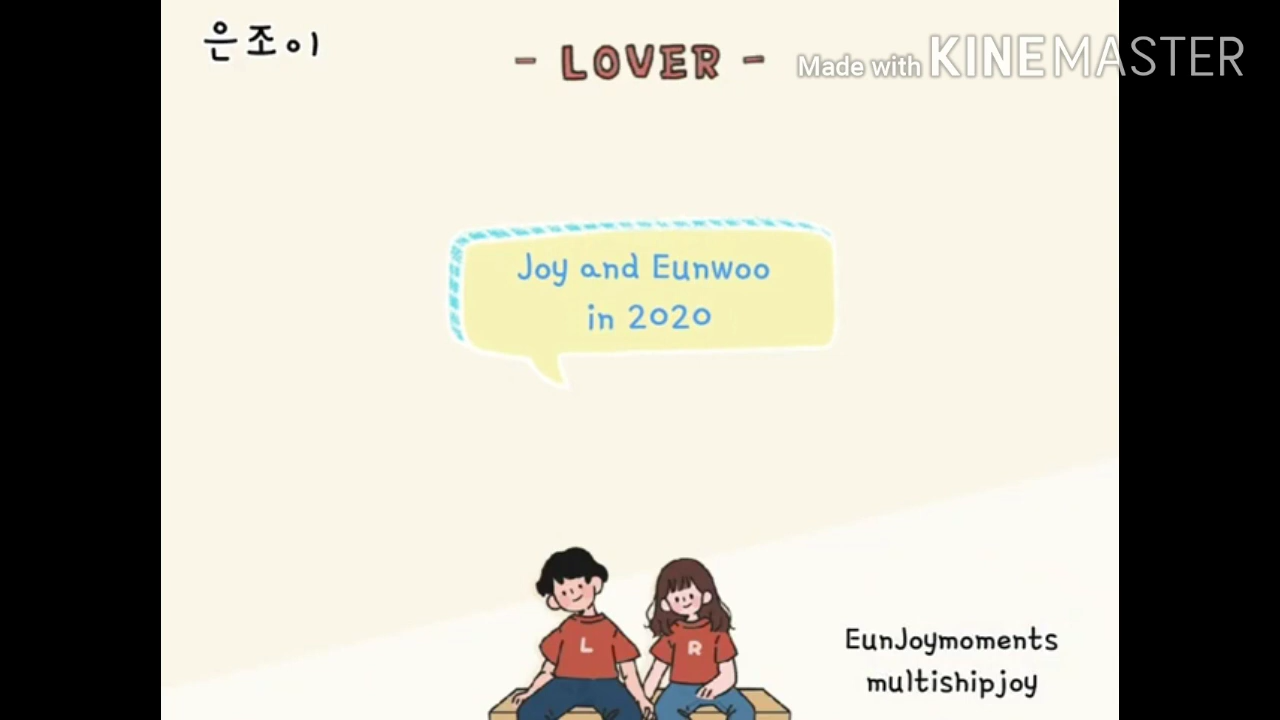 은조이
- LOVER -
Made with KINEMASTER
Joy and Eunwoo
in 2020
L
R
EunJoymoments
multishipjoy